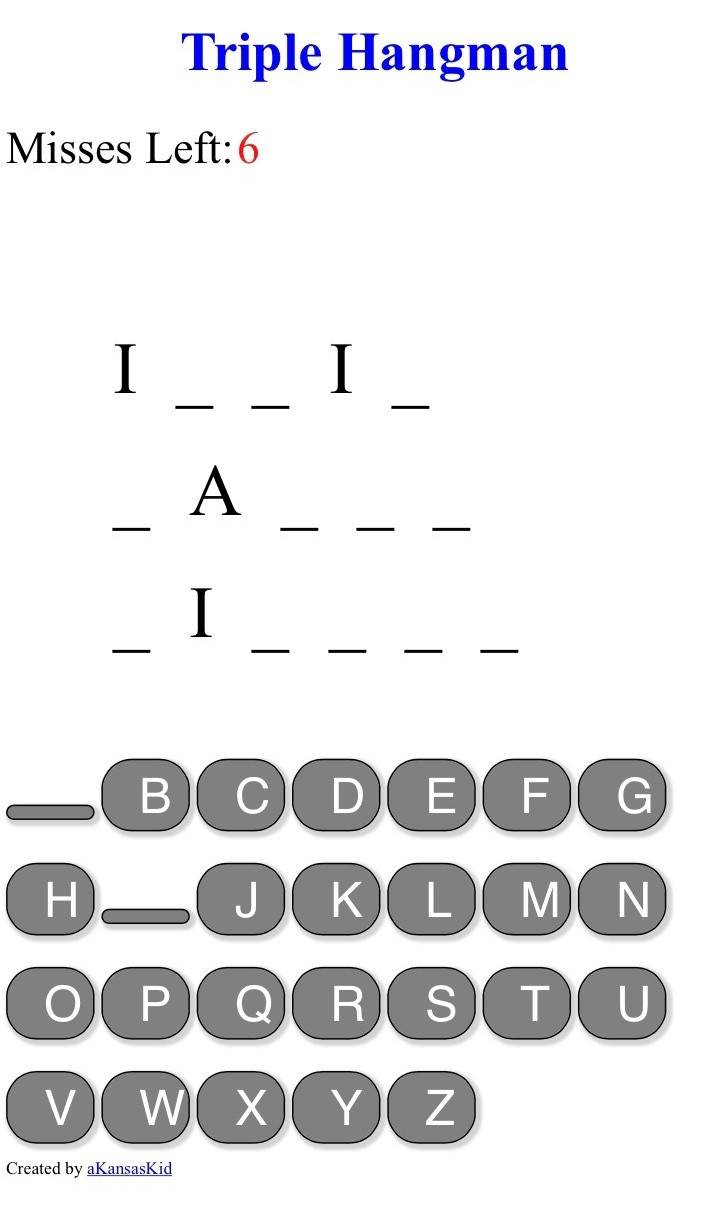 Triple Hangman
Misses Left: 6
I _ _ I _
_ A _ _ _
_ I _ _ _ _
_ B C D E F G
H _ J K L M N
O P Q R S T U
V W X Y Z
Created by aKansasKid